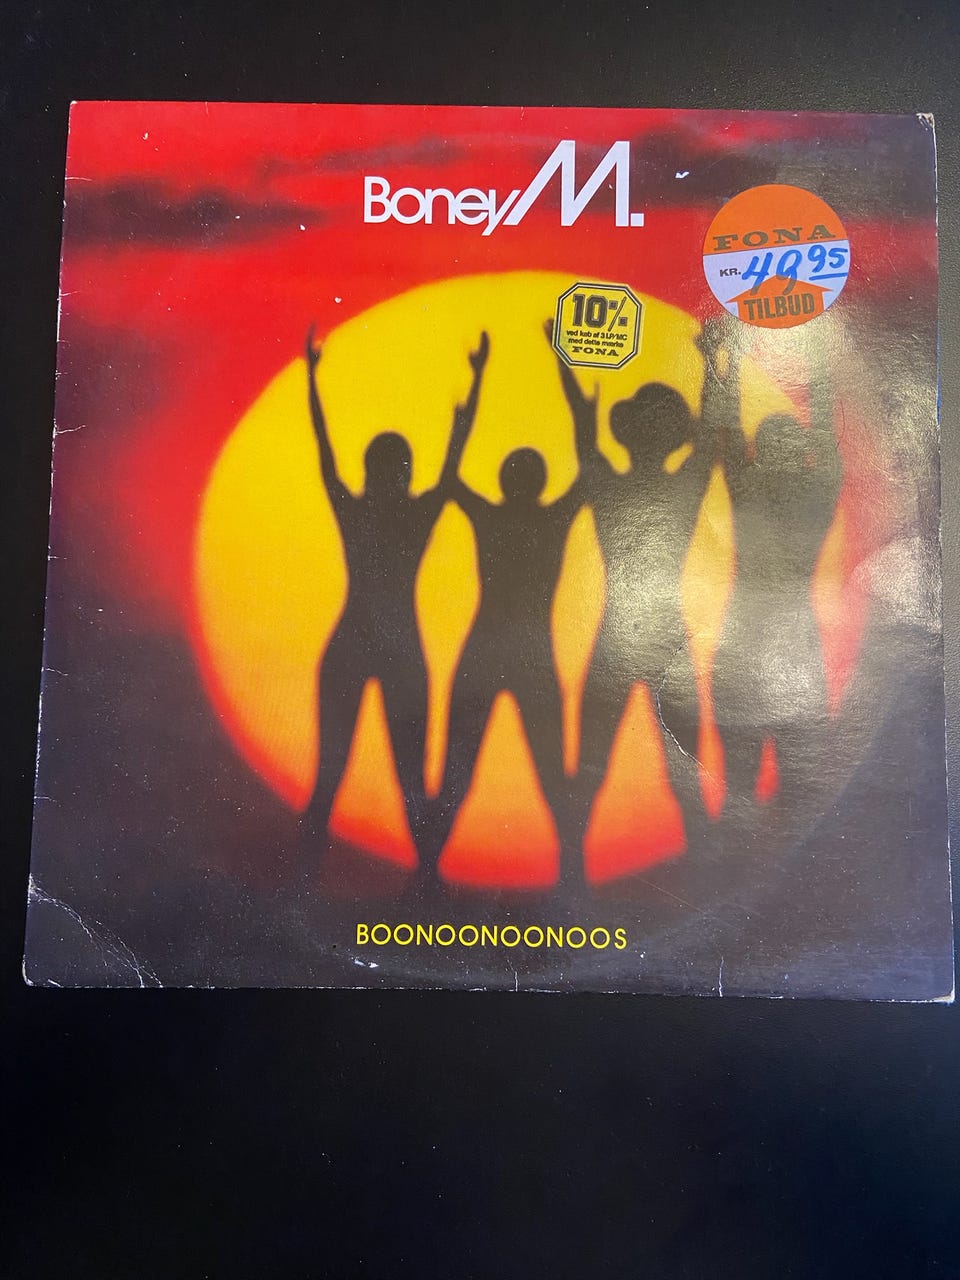 Boney M.
FONA
KR. 49 95
TILBUD
10%
ved køb af 3 LP/MC
med dette mærke
FONA
BOONOONOONOOS